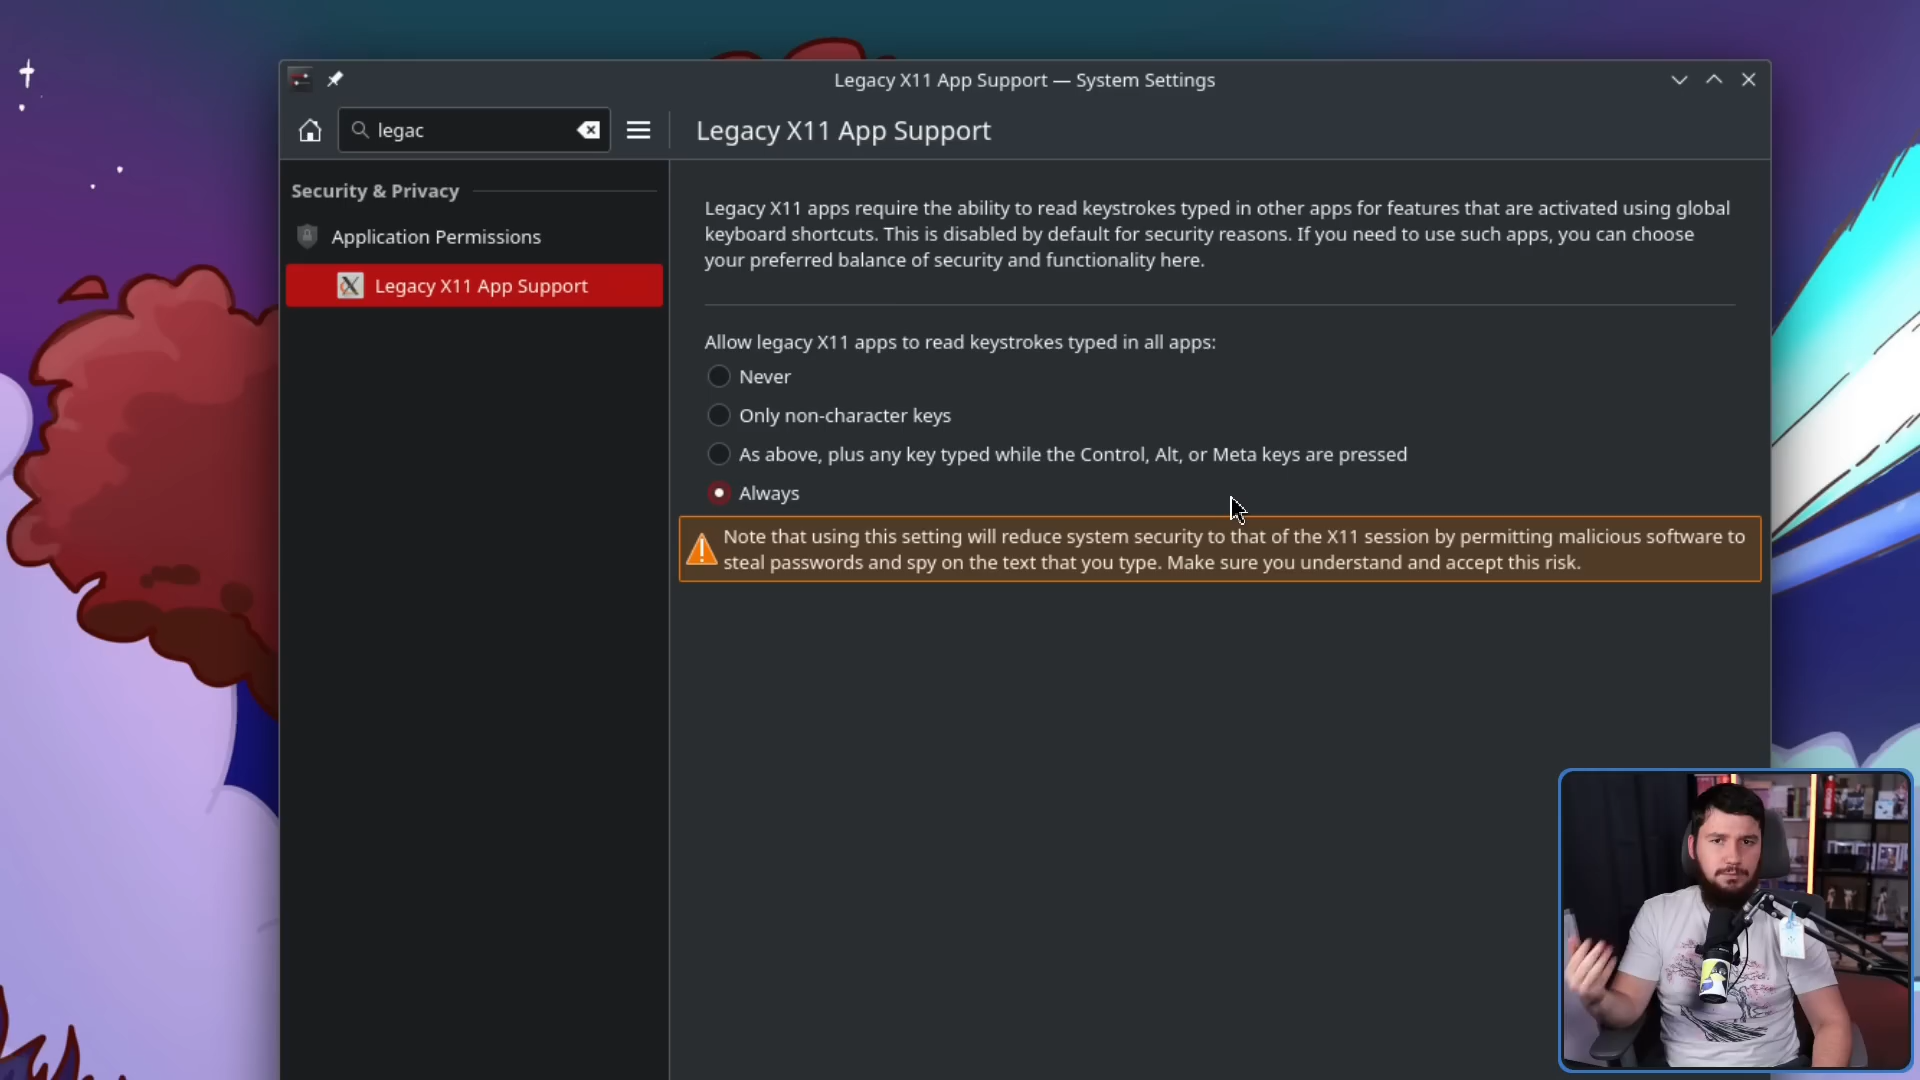 Legacy X11 App Support — System Settings
legac
Legacy X11 App Support
Security & Privacy
Application Permissions
Legacy X11 App Support
Legacy X11 apps require the ability to read keystrokes typed in other apps for features that are activated using global
keyboard shortcuts. This is disabled by default for security reasons. If you need to use such apps, you can choose
your preferred balance of security and functionality here.
Allow legacy X11 apps to read keystrokes typed in all apps:
Never
Only non-character keys
As above, plus any key typed while the Control, Alt, or Meta keys are pressed
Always
Note that using this setting will reduce system security to that of the X11 session by permitting malicious software to
steal passwords and spy on the text that you type. Make sure you understand and accept this risk.